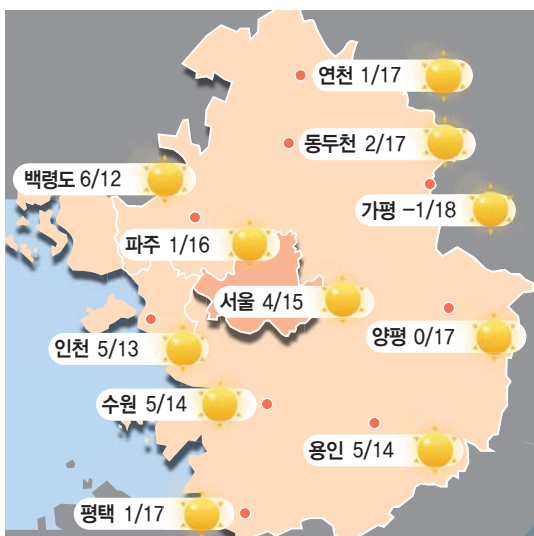 연천 1/17
동두천 2/17
백령도 6/12
가평 -1/18
파주 1/16
서울 4/15
양평 0/17
인천 5/13
수원 5/14
용인 5/14
평택 1/17